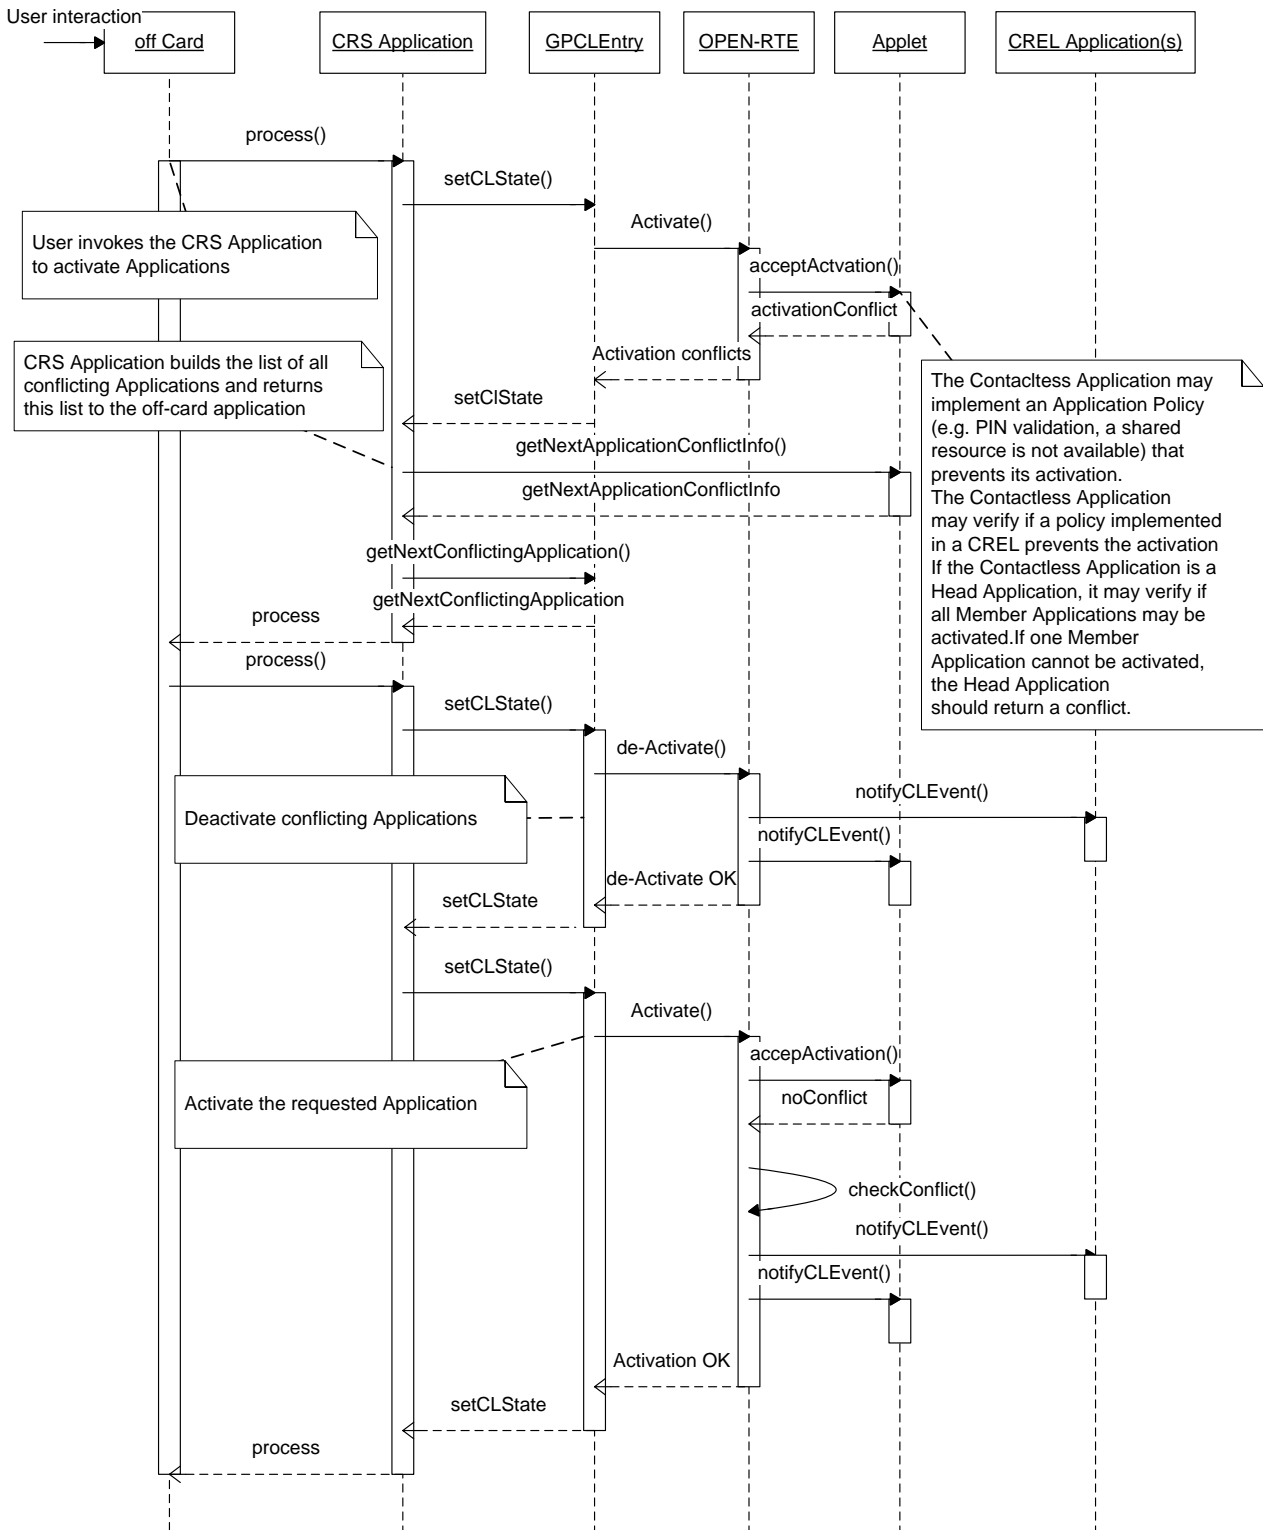 User interaction
off Card
CRS Application
GPCLEntry
OPEN-RTE
Applet
CREL Application(s)
process()
setCLState()
Activate()
User invokes the CRS Application
to activate Applications
acceptActvation()
activationConflict
Activation conflicts
CRS Application builds the list of all
conflicting Applications and returns
this list to the off-card application
setClState
The Contacltess Application may
implement an Application Policy
(e.g. PIN validation, a shared
resource is not available) that
prevents its activation.
The Contactless Application
may verify if a policy implemented
in a CREL prevents the activation
If the Contactless Application is a
Head Application, it may verify if
all Member Applications may be
activated.If one Member
Application cannot be activated,
the Head Application
should return a conflict.
getNextApplicationConflictInfo()
getNextApplicationConflictInfo
getNextConflictingApplication()
getNextConflictingApplication
process
process()
setCLState()
de-Activate()
notifyCLEvent()
Deactivate conflicting Applications
notifyCLEvent()
de-Activate OK
setCLState
setCLState()
Activate()
accepActivation()
Activate the requested Application
noConflict
checkConflict()
notifyCLEvent()
notifyCLEvent()
Activation OK
setCLState
process